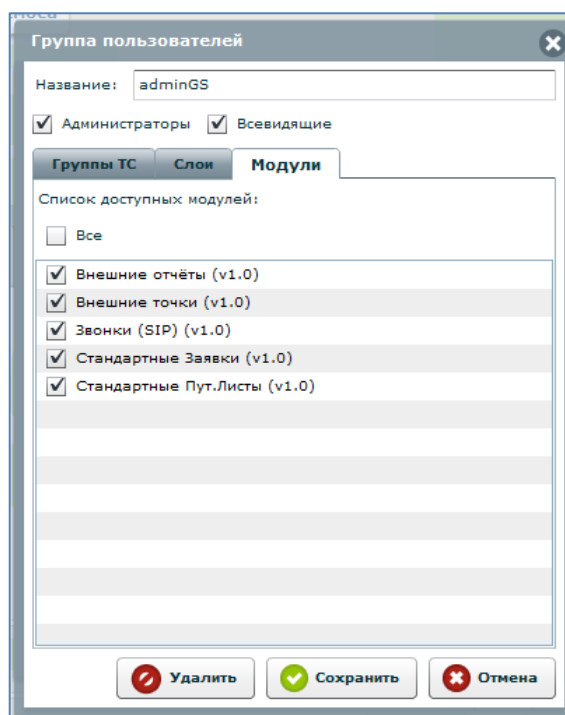 Группа пользователей
Название: adminGS
Администраторы Всевидящие
Группы ТС Слои Модули
Список доступных модулей:
Все
Внешние отчёты (v1.0)
Внешние точки (v1.0)
Звонки (SIP) (v1.0)
Стандартные Заявки (v1.0)
Стандартные Пут.Листы (v1.0)
Удалить Сохранить Отмена